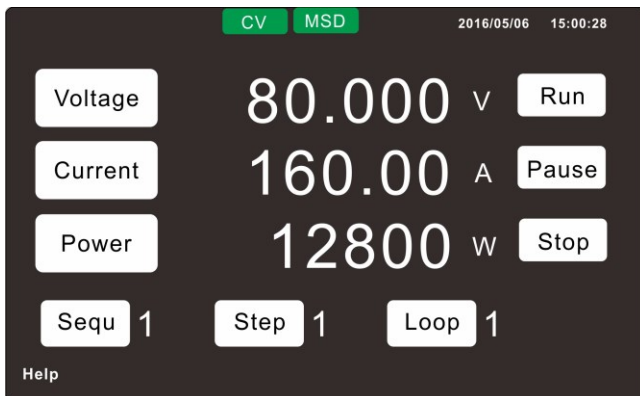 CV MSD 2016/05/06 15:00:28
Voltage 80.000 V Run
Current 160.00 A Pause
Power 12800 W Stop
Sequ 1 Step 1 Loop 1
Help